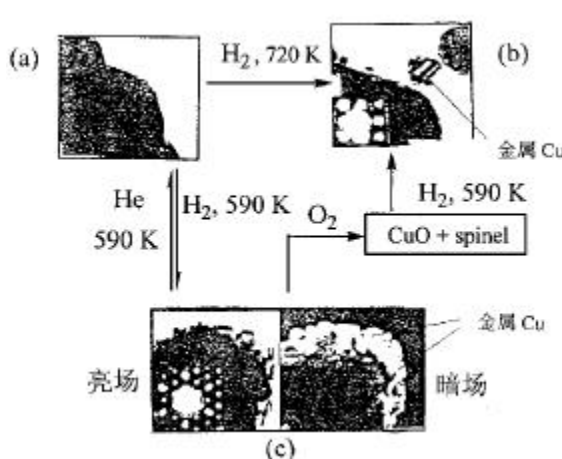 (a)
H₂, 720 K
(b)
金属 Cu
He
590 K
H₂, 590 K
O₂
H₂, 590 K
CuO + spinel
金属 Cu
亮场
暗场
(c)